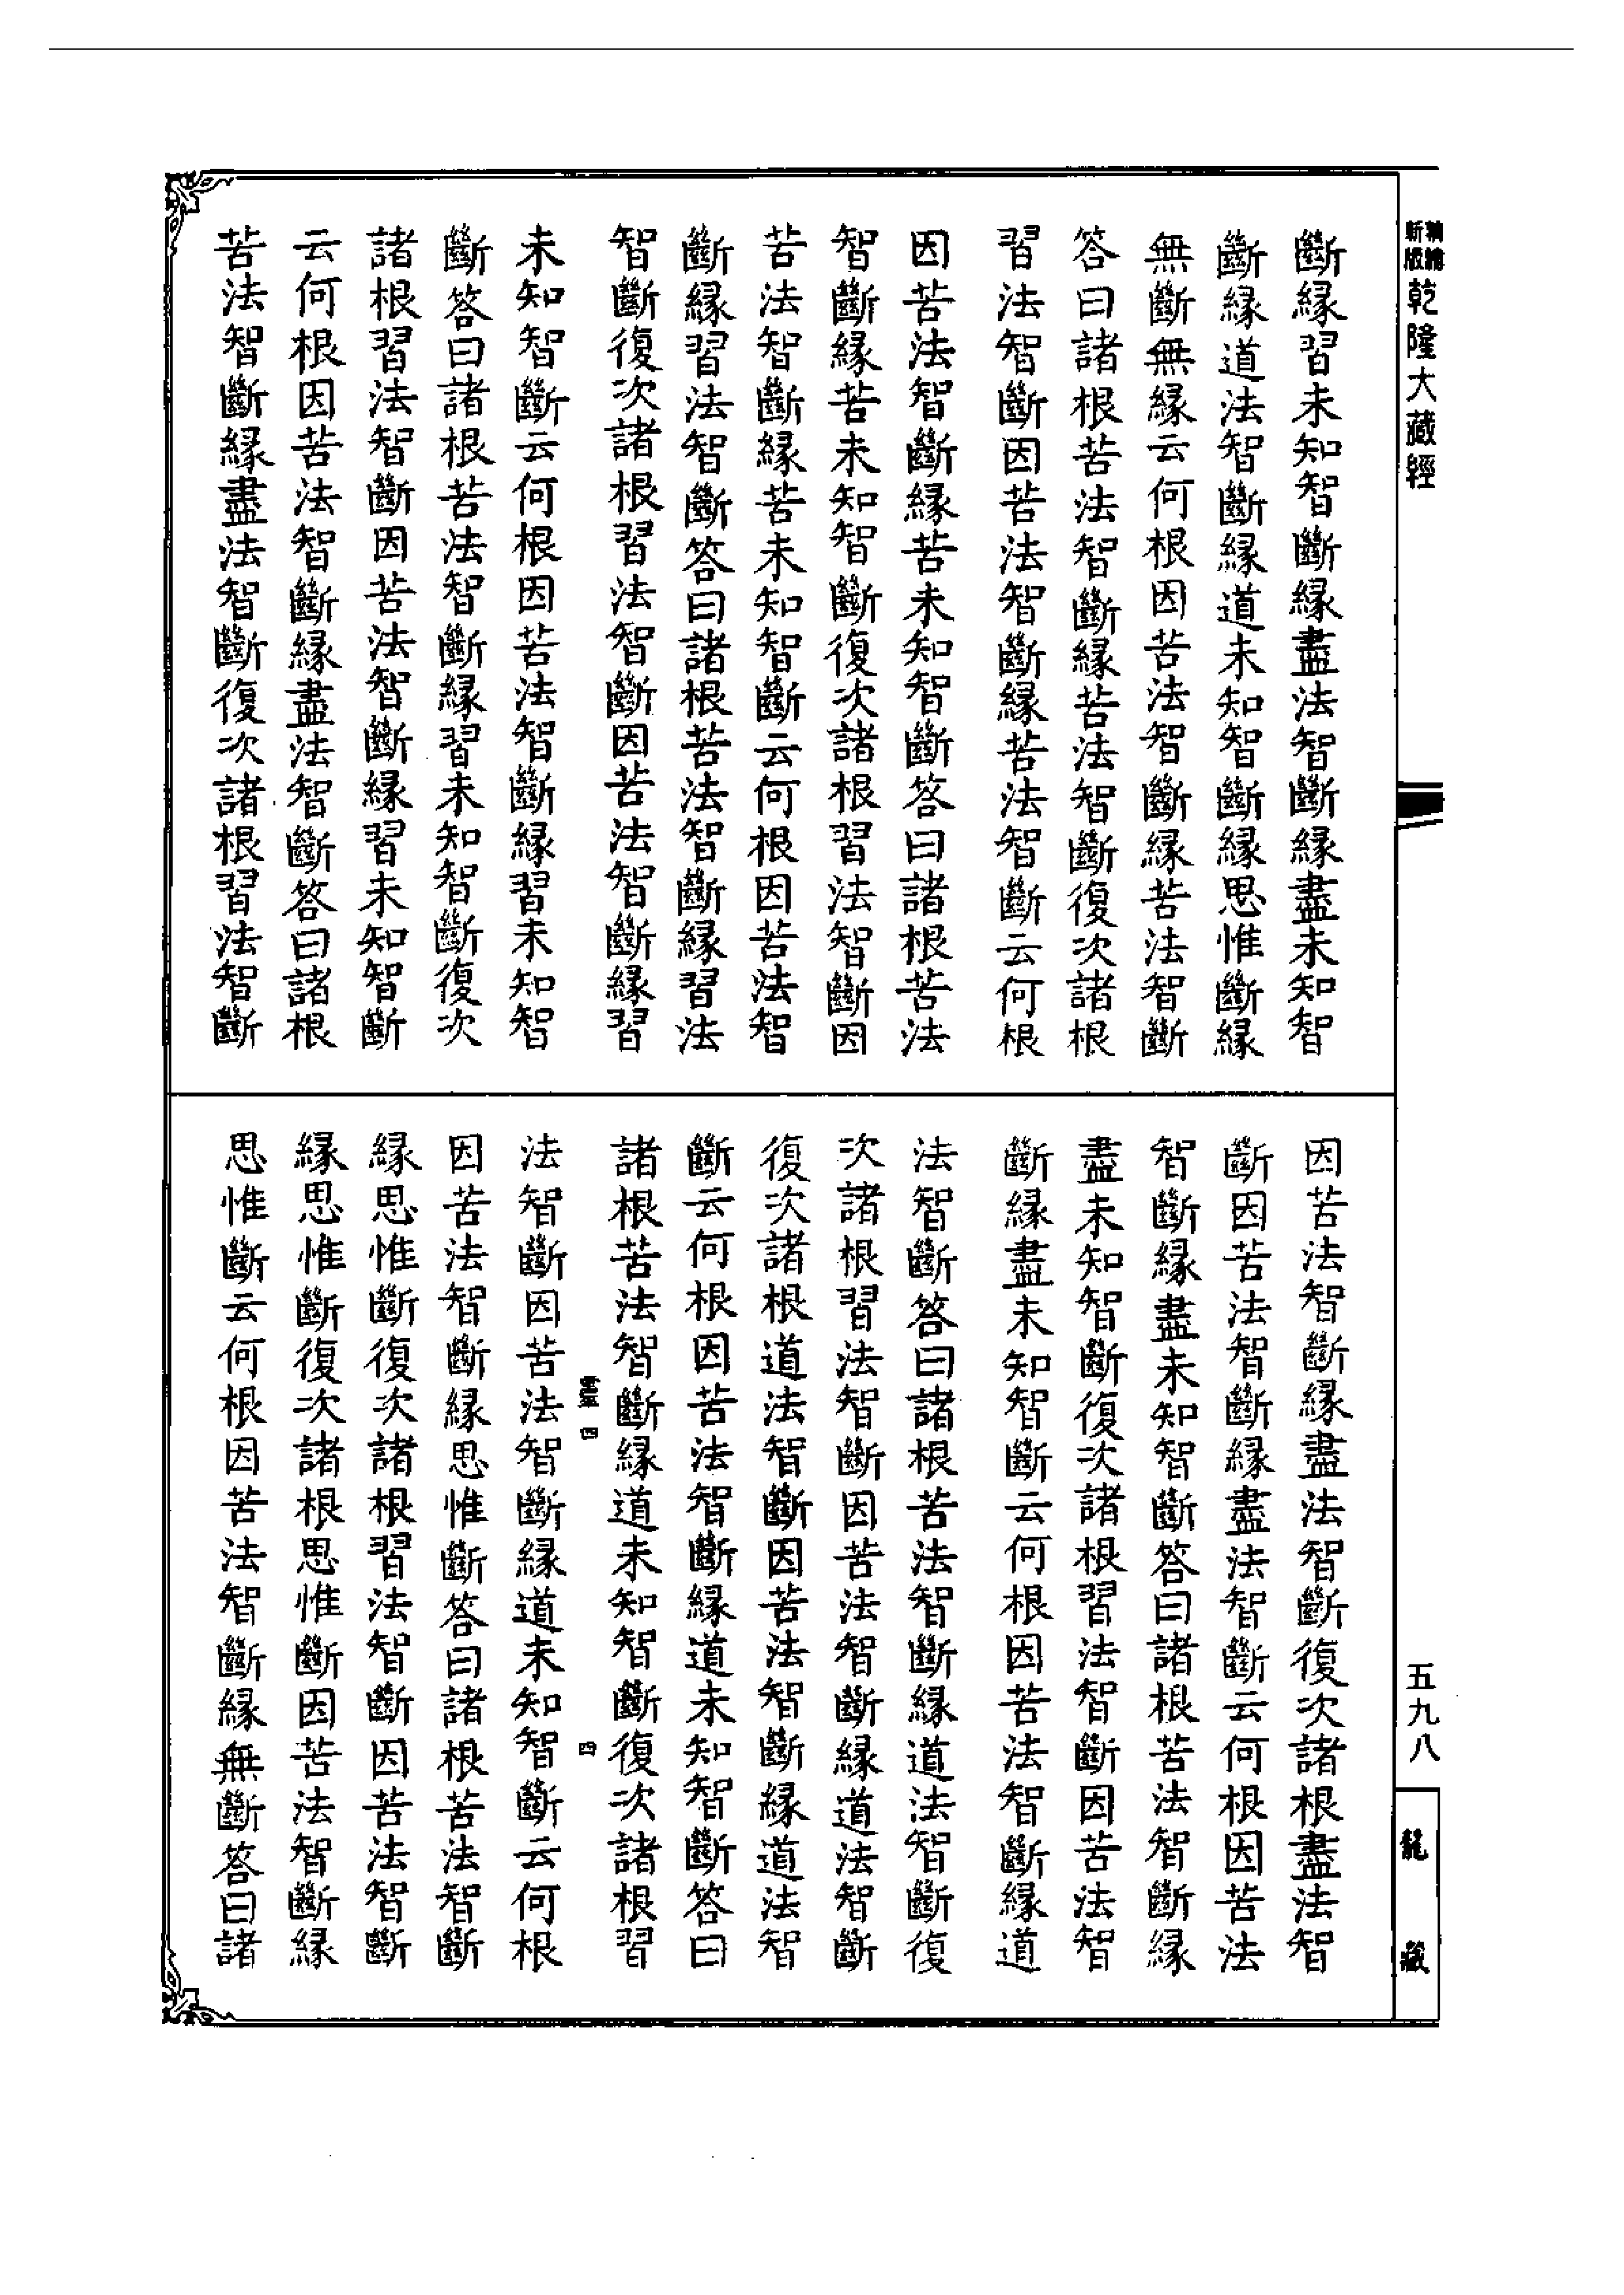 新版
精縮
乾隆大藏經
斷緣習未知智斷緣盡法智斷緣盡未知智
斷緣道法智斷緣道未知智斷緣思惟斷緣
無斷無緣云何根因苦法智斷緣苦法智斷
答曰諸根苦法智斷緣苦法智斷復次諸根
習法智斷因苦法智斷緣苦法智斷云何根
因苦法智斷緣苦未知智斷答曰諸根苦法
智斷緣苦未知智斷復次諸根習法智斷因
苦法智斷緣苦未知智斷云何根因苦法智
斷緣習法智斷答曰諸根苦法智斷緣習法
智斷復次諸根習法智斷因苦法智斷緣習
未知智斷云何根因苦法智斷緣習未知智
斷答曰諸根苦法智斷緣習未知智斷復次
諸根習法智斷因苦法智斷緣習未知智斷
云何根因苦法智斷緣盡法智斷答曰諸根
苦法智斷緣盡法智斷復次諸根習法智斷
因苦法智斷緣盡法智斷復次諸根盡法智
斷因苦法智斷緣盡法智斷云何根因苦法
智斷緣盡未知智斷答曰諸根苦法智斷緣
盡未知智斷復次諸根習法智斷因苦法智
斷緣盡未知智斷云何根因苦法智斷緣道
法智斷答曰諸根苦法智斷緣道法智斷復
次諸根習法智斷因苦法智斷緣道法智斷
復次諸根道法智斷因苦法智斷緣道法智
斷云何根因苦法智斷緣道未知智斷答曰
諸根苦法智斷緣道未知智斷復次諸根習
靈四 四
法智斷因苦法智斷緣道未知智斷云何根
因苦法智斷緣思惟斷答曰諸根苦法智斷
緣思惟斷復次諸根習法智斷因苦法智斷
緣思惟斷復次諸根思惟斷因苦法智斷緣
思惟斷云何根因苦法智斷緣無斷答曰諸
五九八
龍藏